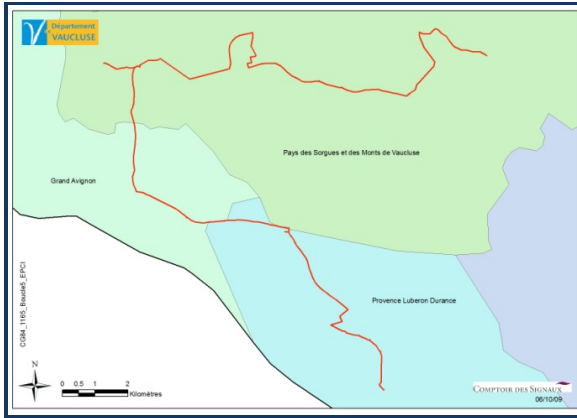 Département
VAUCLUSE
Pays des Sorgues et des Monts de Vaucluse
Grand Avignon
CG84_1165_Boucle5_EPCI
Provence Luberon Durance
N
0 0.5 1 2
Kilomètres
COMPTOIR DES SIGNAUX
06/10/09